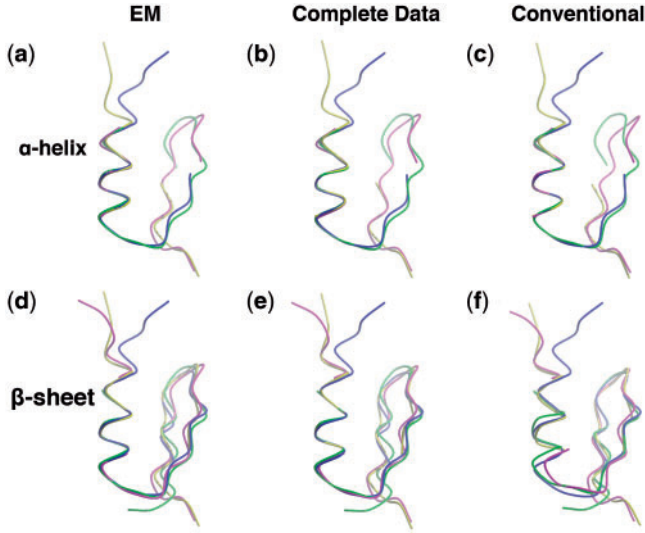 EM Complete Data Conventional
(a) (b) (c)
α-helix
(d) (e) (f)
β-sheet